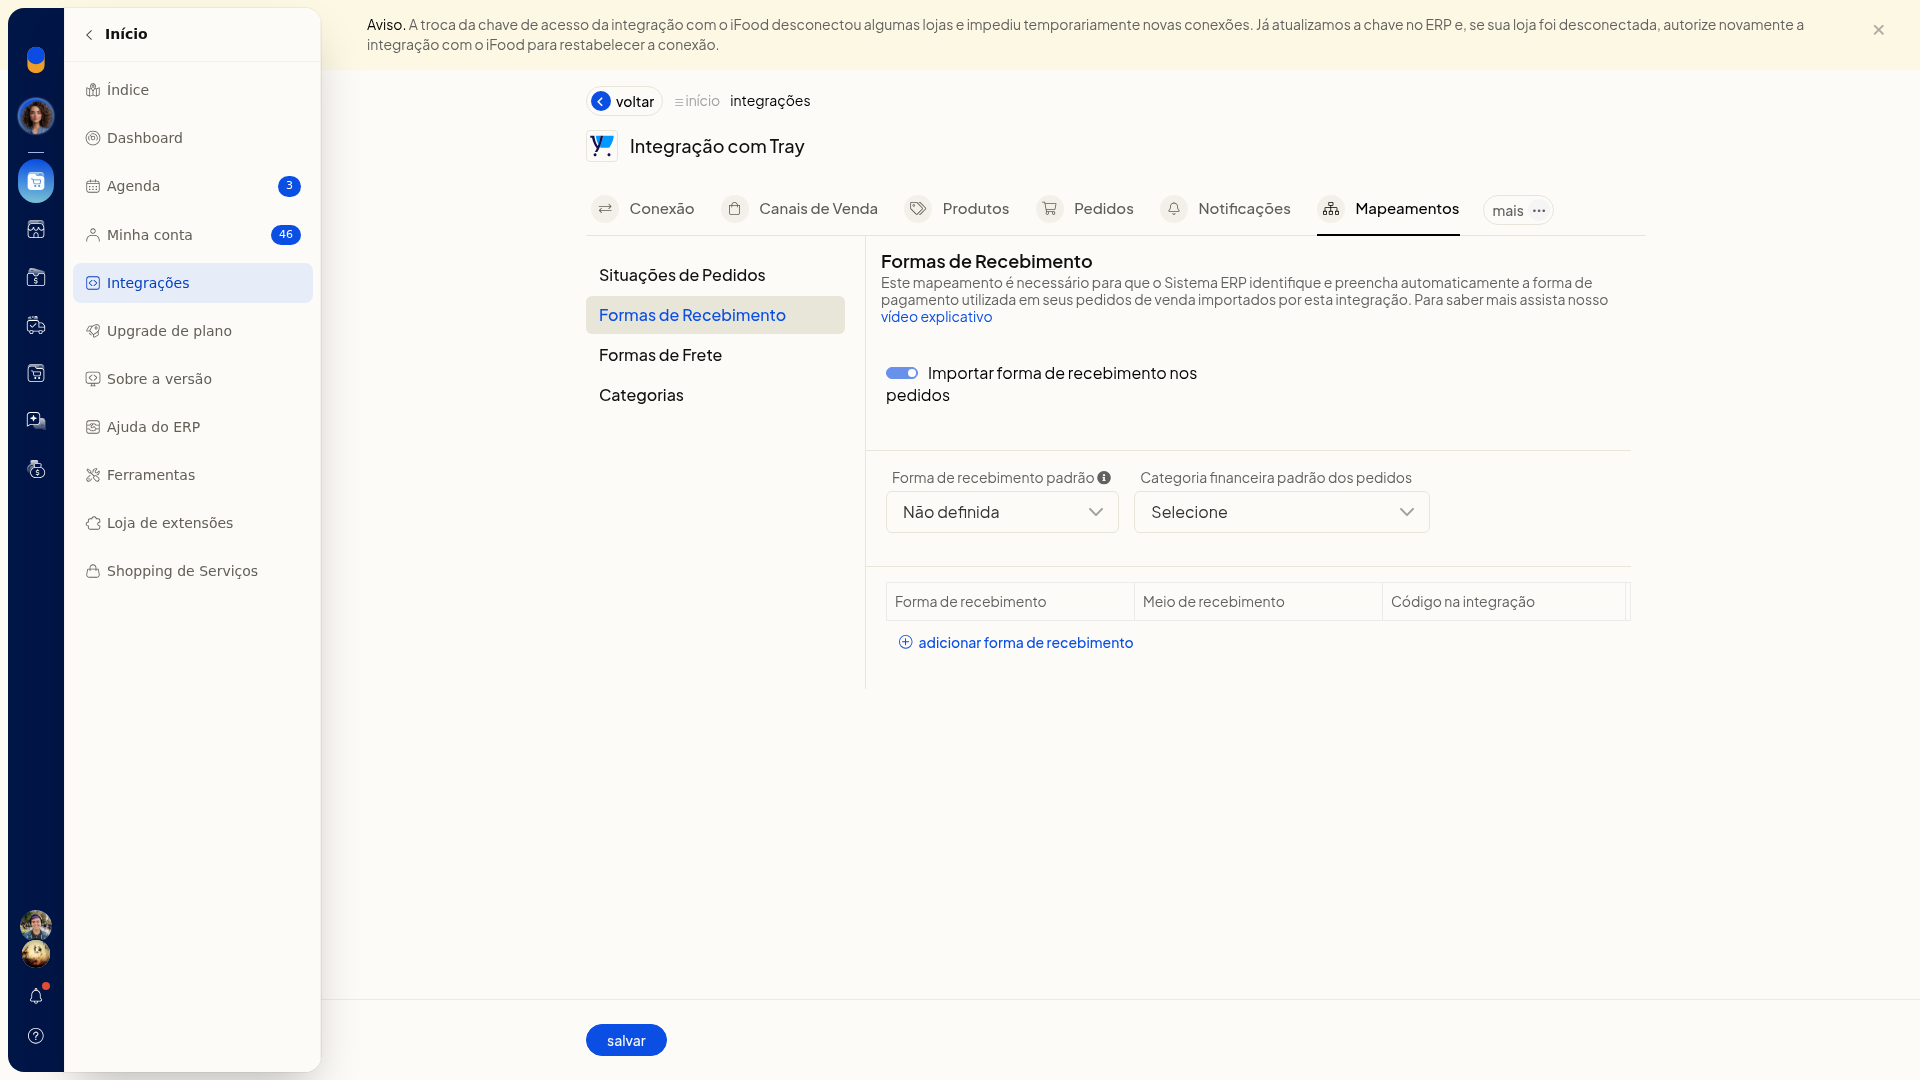 Início
Índice
Dashboard
Agenda
3
Minha conta
46
Integrações
Upgrade de plano
Sobre a versão
Ajuda do ERP
Ferramentas
Loja de extensões
Shopping de Serviços
Aviso. A troca da chave de acesso da integração com o iFood desconectou algumas lojas e impediu temporariamente novas conexões. Já atualizamos a chave no ERP e, se sua loja foi desconectada, autorize novamente a
integração com o iFood para restabelecer a conexão.
voltar
início
integrações
Integração com Tray
Conexão
Canais de Venda
Produtos
Pedidos
Notificações
Mapeamentos
mais
Situações de Pedidos
Formas de Recebimento
Formas de Frete
Categorias
Formas de Recebimento
Este mapeamento é necessário para que o Sistema ERP identifique e preencha automaticamente a forma de
pagamento utilizada em seus pedidos de venda importados por esta integração. Para saber mais assista nosso
vídeo explicativo
Importar forma de recebimento nos
pedidos
Forma de recebimento padrão
Categoria financeira padrão dos pedidos
Não definida
Selecione
Forma de recebimento
Meio de recebimento
Código na integração
adicionar forma de recebimento
salvar